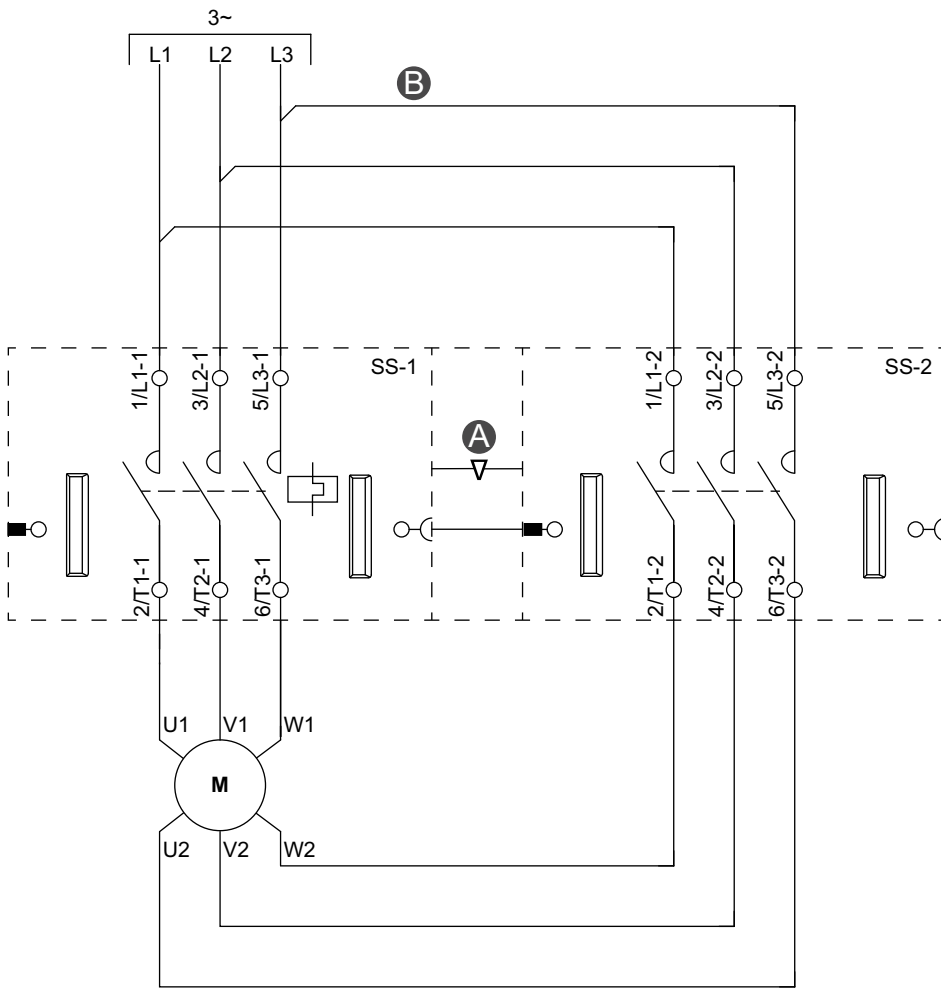 3~
L1 L2 L3
B
1/L1-1 3/L2-1 5/L3-1 SS-1 1/L1-2 3/L2-2 5/L3-2 SS-2
A
2/T1-1 4/T2-1 6/T3-1 2/T1-2 4/T2-2 6/T3-2
U1 V1 W1
M
U2 V2 W2